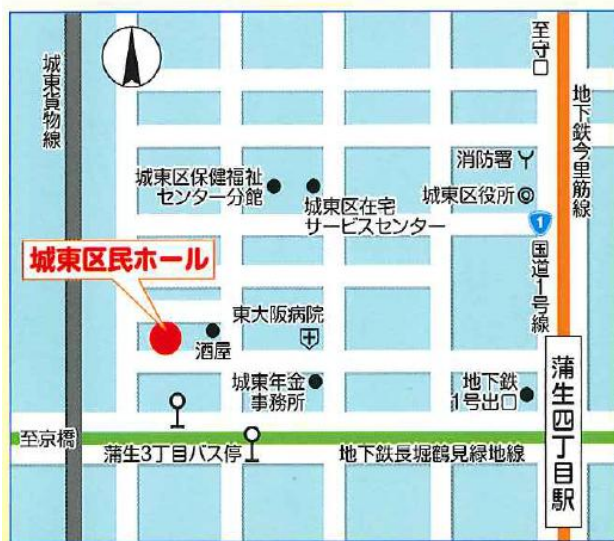 至守口
城東貨物線
地下鉄今里筋線
消防署
城東区保健福祉
センター分館
城東区役所
城東区在宅
サービスセンター
1
国道1号線
城東区民ホール
東大阪病院
酒屋
城東年金
事務所
地下鉄
1号出口
蒲生四丁目駅
至京橋
蒲生3丁目バス停
地下鉄長堀鶴見緑地線